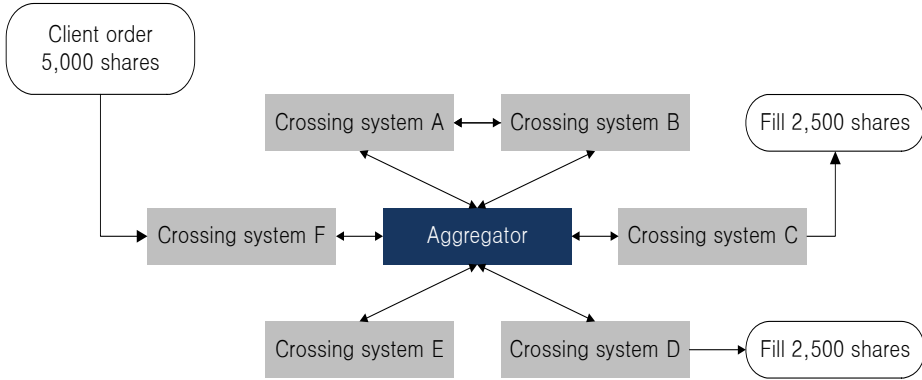 Client order
5,000 shares
Crossing system A
Crossing system B
Fill 2,500 shares
Crossing system F
Aggregator
Crossing system C
Crossing system E
Crossing system D
Fill 2,500 shares